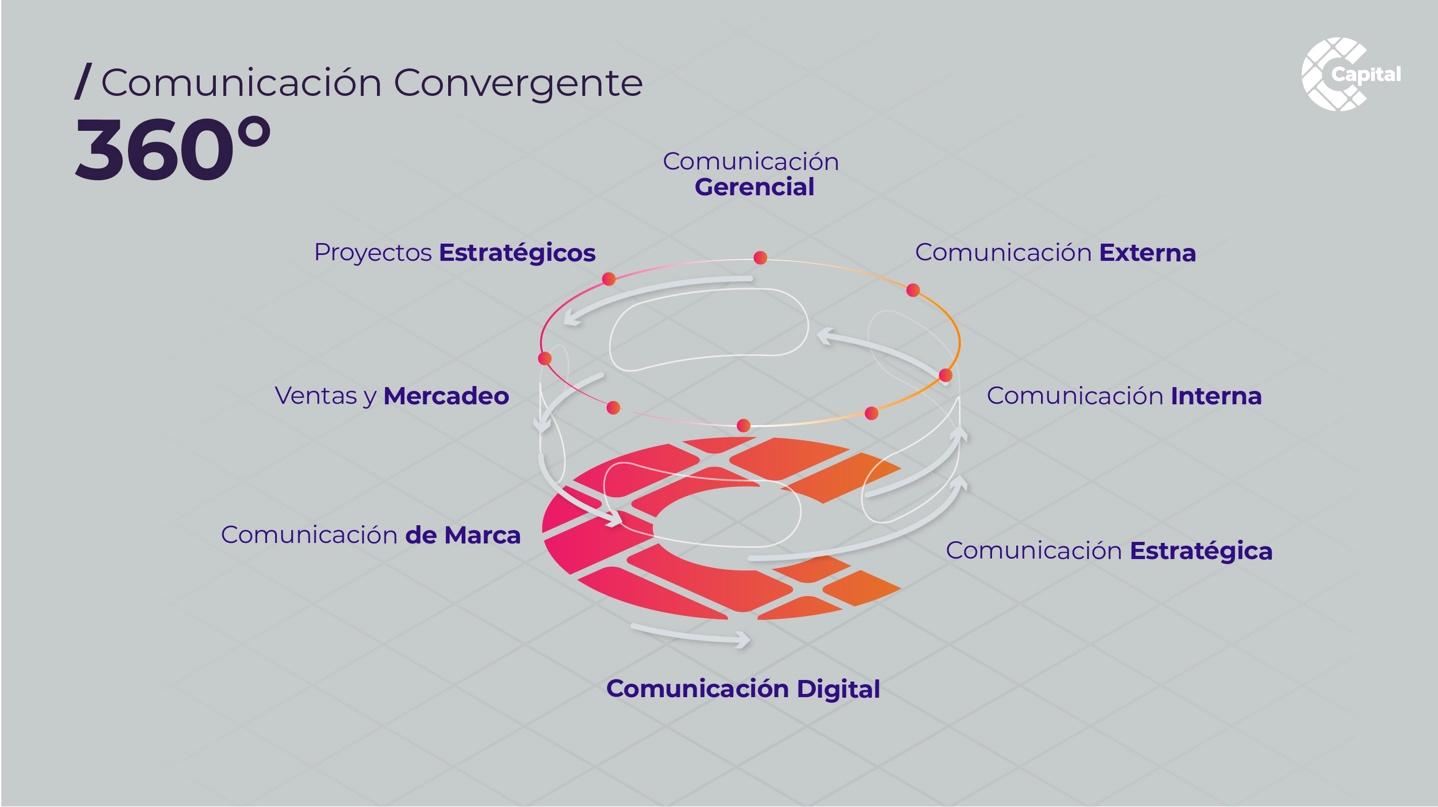 / Comunicación Convergente
360°
Capital
Comunicación
Gerencial
Proyectos Estratégicos
Comunicación Externa
Ventas y Mercadeo
Comunicación Interna
Comunicación de Marca
Comunicación Estratégica
Comunicación Digital